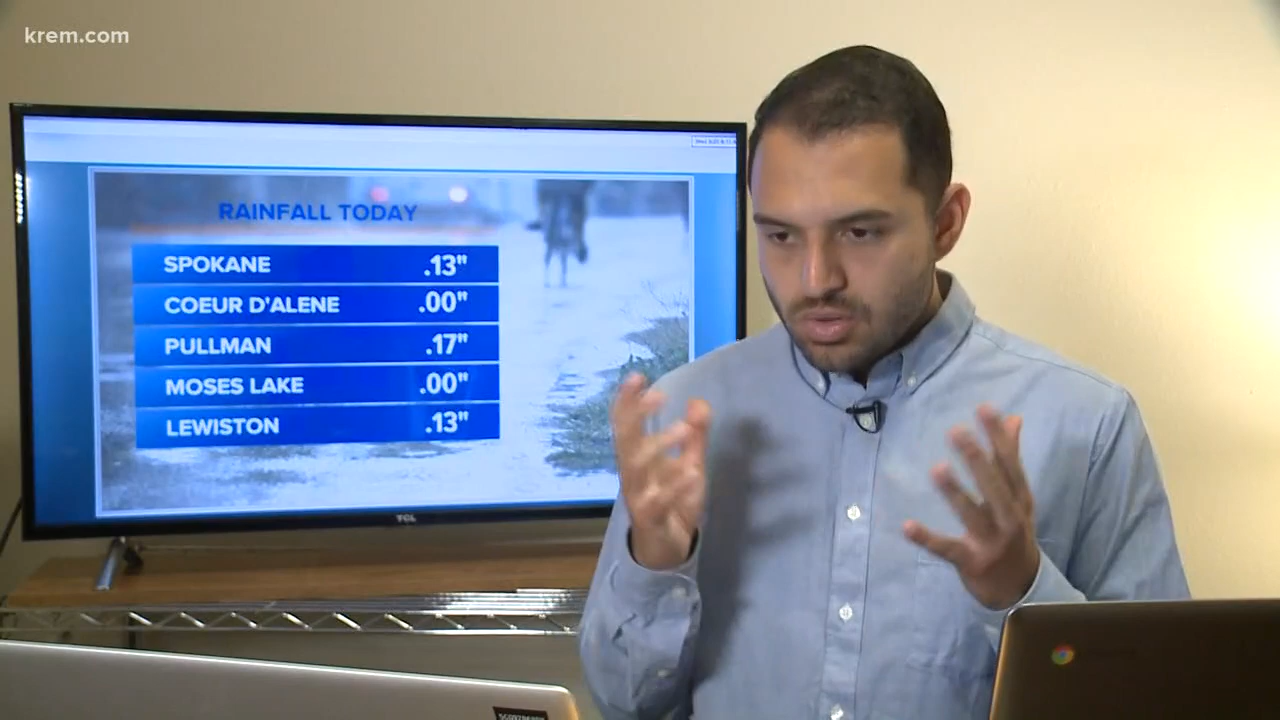 krem.com
RAINFALL TODAY
SPOKANE .13"
COEUR D'ALENE .00"
PULLMAN .17"
MOSES LAKE .00"
LEWISTON .13"
TCL